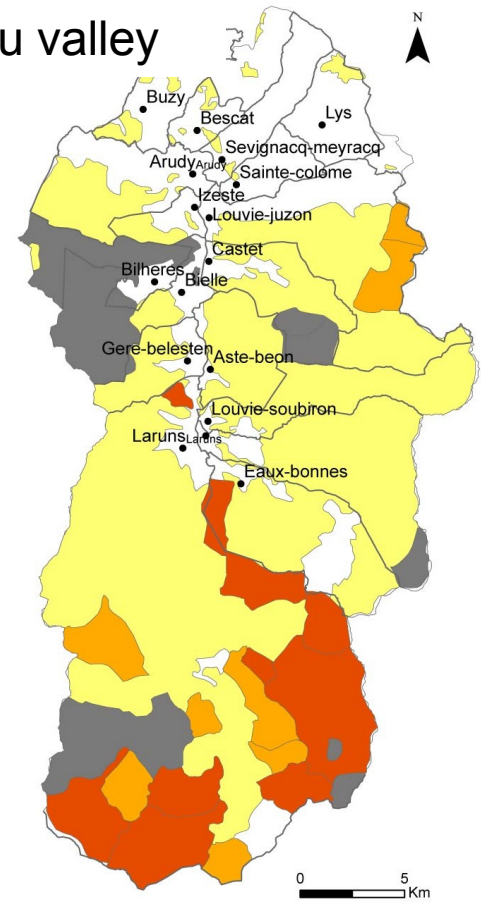 u valley
N
Buzy
Bescat
Lys
Sevignacq-meyracq
Arudy Arudy
Sainte-colome
Izeste
Louvie-juzon
Castet
Bilheres
Bielle
Gere-belesten
Aste-beon
Louvie-soubiron
Laruns Laruns
Eaux-bonnes
0 5
Km